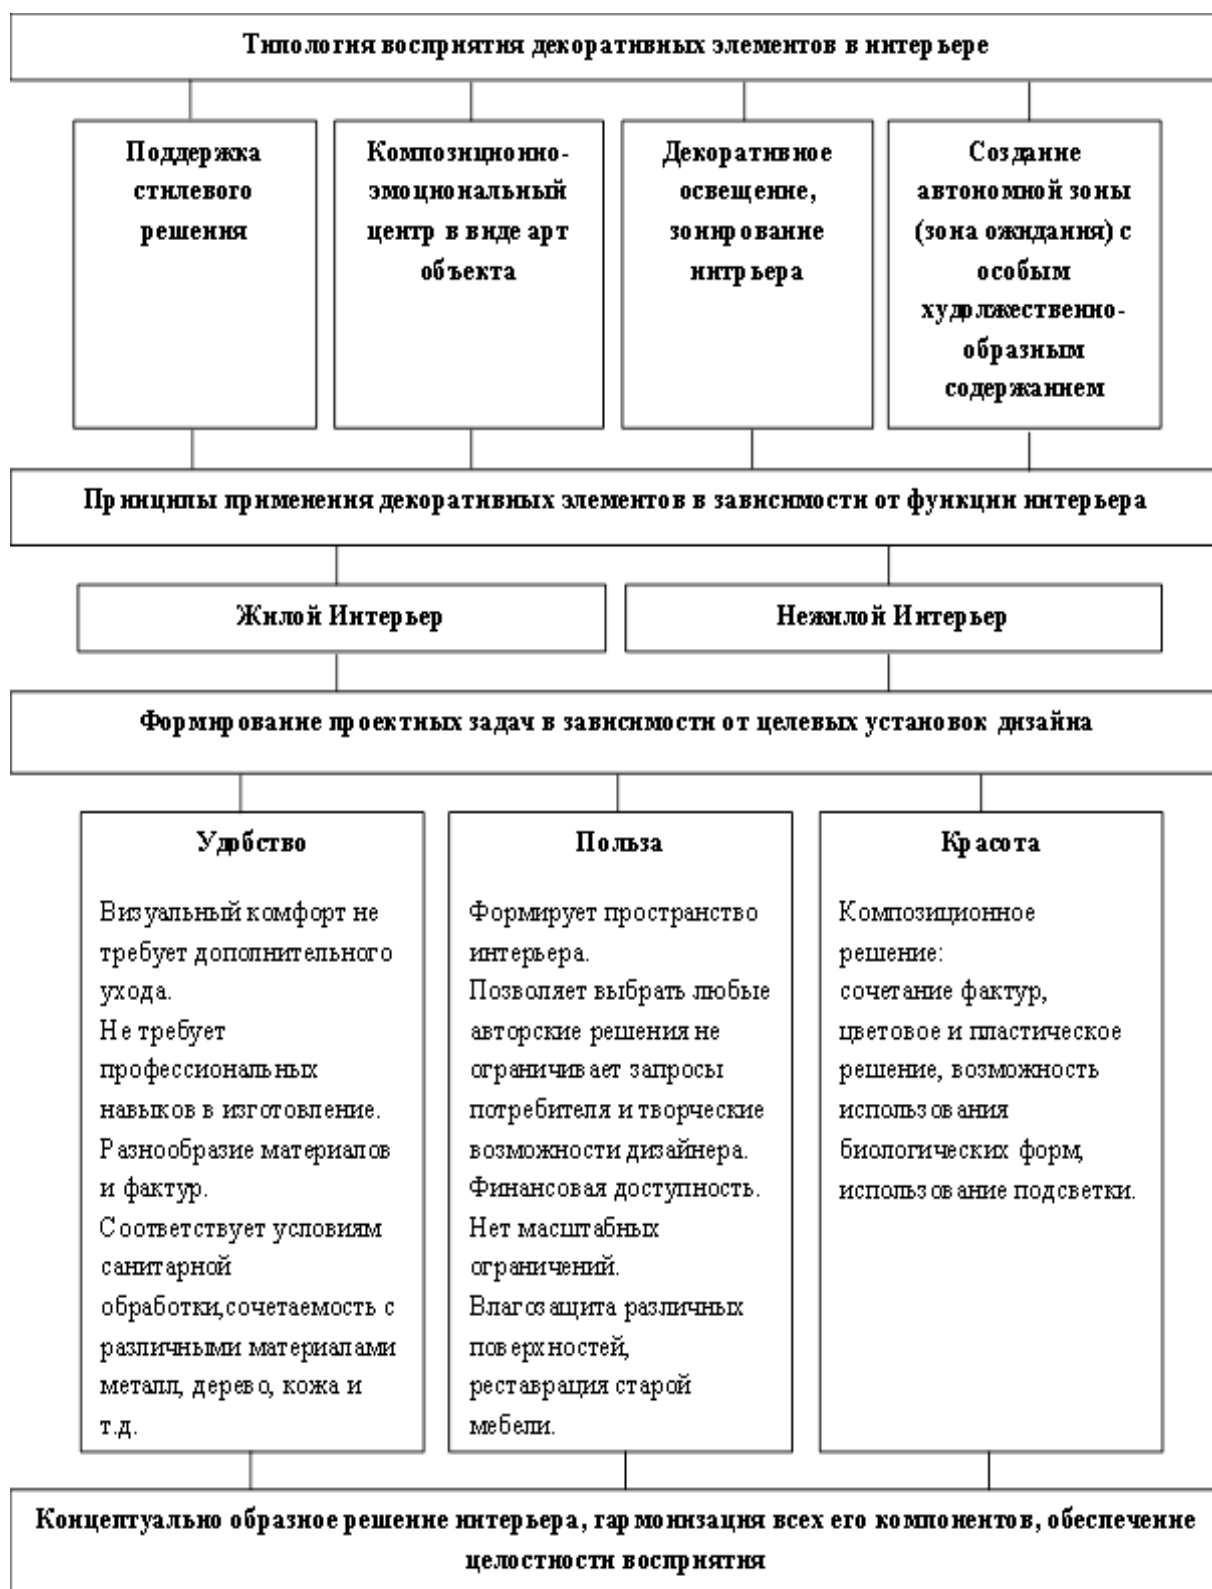 Типология восприятия декоративных элементов в интерьере
Поддержка
стилевого
решения
Композиционно-
эмоциональный
центр в виде арт
объекта
Декоративное
освещение,
зонирование
интрьера
Создание
автономной зоны
(зона ожидания) с
особым
худолжественно-
образным
содержанием
Принципы применения декоративных элементов в зависимости от функции интерьера
Жилой Интерьер
Нежилой Интерьер
Формирование проектных задач в зависимости от целевых установок дизайна
Удобство
Визуальный комфорт не
требует дополнительного
ухода.
Не требует
профессиональных
навыков в изготовление.
Разнообразие материалов
и фактур.
Соответствует условиям
санитарной
обработки,сочетаемость с
различными материалами
металл, дерево, кожа и
т.д.
Польза
Формирует пространство
интерьера.
Позволяет выбрать любые
авторские решения не
ограничивает запросы
потребителя и творческие
возможности дизайнера.
Финансовая доступность.
Нет масштабных
ограничений.
Влагозащита различных
поверхностей,
реставрация старой
мебели.
Красота
Композиционное
решение:
сочетание фактур,
цветовое и пластическое
решение, возможность
использования
биологических форм,
использование подсветки.
Концептуально образное решение интерьера, гармонизация всех его компонентов, обеспечение
целостности восприятия